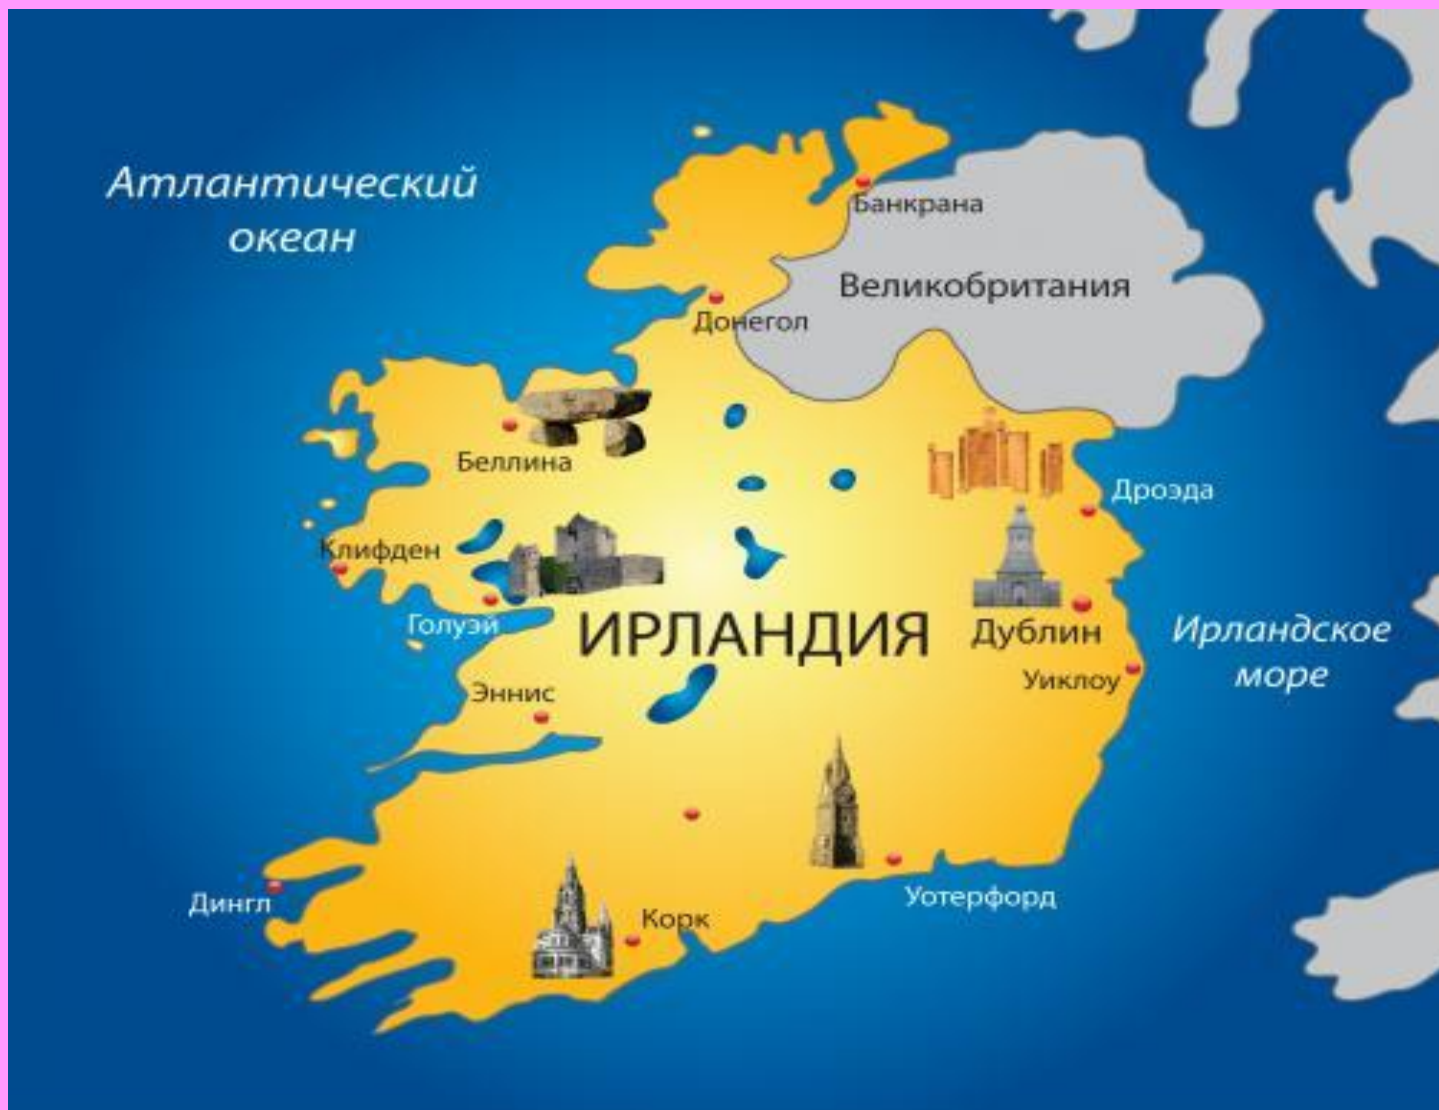 Атлантический
океан
Банкрана
Великобритания
Донегол
Беллина
Дроэда
Клифден
Голуэй
ИРЛАНДИЯ
Дублин
Ирландское
море
Уиклоу
Эннис
Дингл
Корк
Уотерфорд